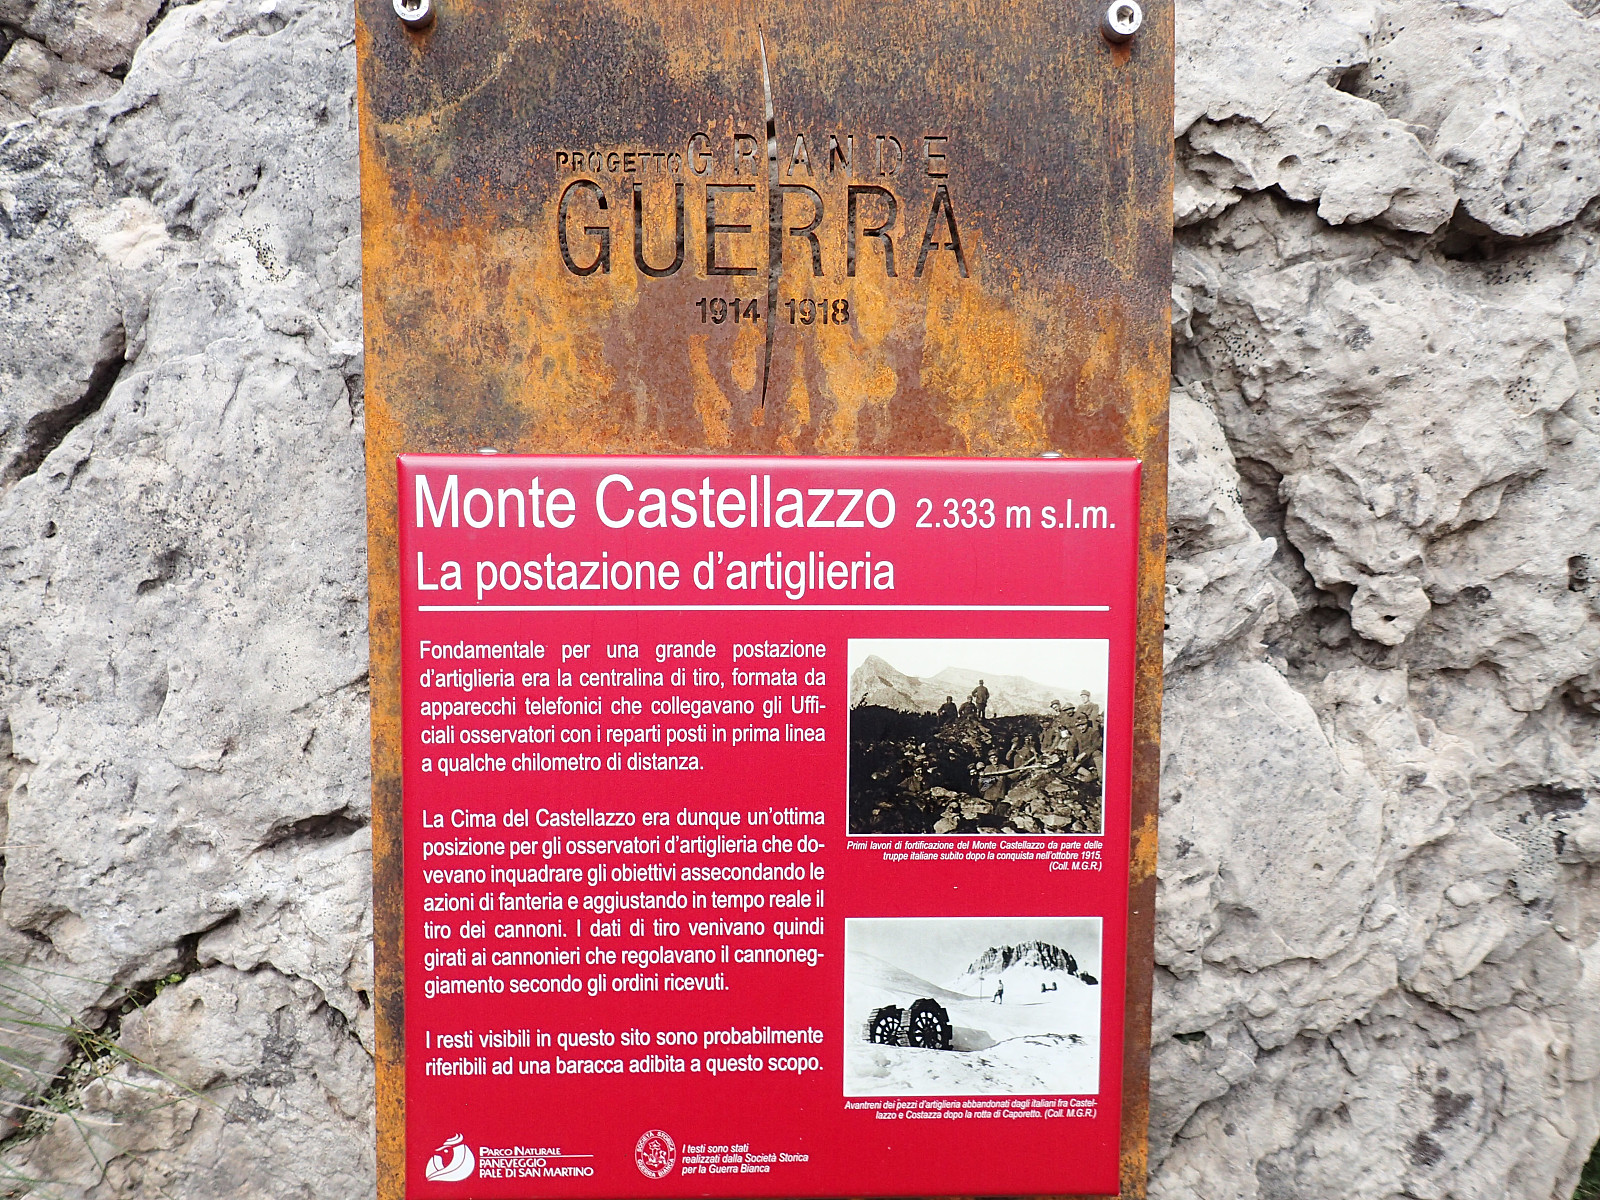 PROGETTO GRANDE
GUERRA
1914 1918
Monte Castellazzo 2.333 m s.l.m.
La postazione d'artiglieria
Fondamentale per una grande postazione
d'artiglieria era la centralina di tiro, formata da
apparecchi telefonici che collegavano gli Uffi-
ciali osservatori con i reparti posti in prima linea
a qualche chilometro di distanza.
La Cima del Castellazzo era dunque un'ottima
posizione per gli osservatori d'artiglieria che do-
vevano inquadrare gli obiettivi assecondando le
azioni di fanteria e aggiustando in tempo reale il
tiro dei cannoni. I dati di tiro venivano quindi
girati ai cannonieri che regolavano il cannoneg-
giamento secondo gli ordini ricevuti.
I resti visibili in questo sito sono probabilmente
riferibili ad una baracca adibita a questo scopo.
Primi lavori di fortificazione del Monte Castellazzo da parte delle
truppe italiane subito dopo la conquista nell'ottobre 1915.
(Coll. M.G.R.)
Avantreni dei pezzi d'artiglieria abbandonati dagli italiani fra Castel-
lazzo e Costazza dopo la rotta di Caporetto. (Coll. M.G.R.)
PARCO NATURALE
PANEVEGGIO
PALE DI SAN MARTINO
SOCIETÀ STORICA
GUERRA BIANCA
I testi sono stati
realizzati dalla Società Storica
per la Guerra Bianca